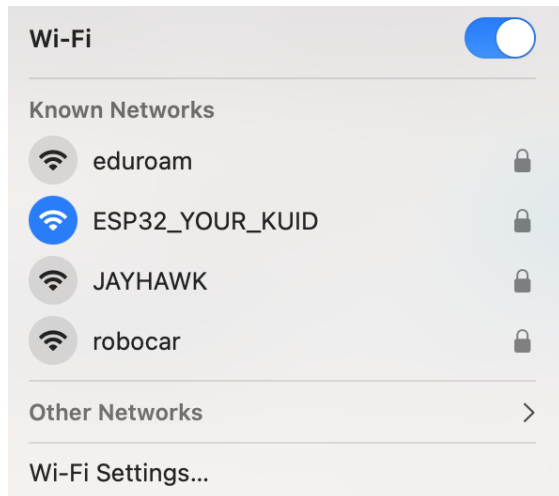 Wi-Fi
Known Networks
eduroam
ESP32_YOUR_KUID
JAYHAWK
robocar
Other Networks
Wi-Fi Settings...